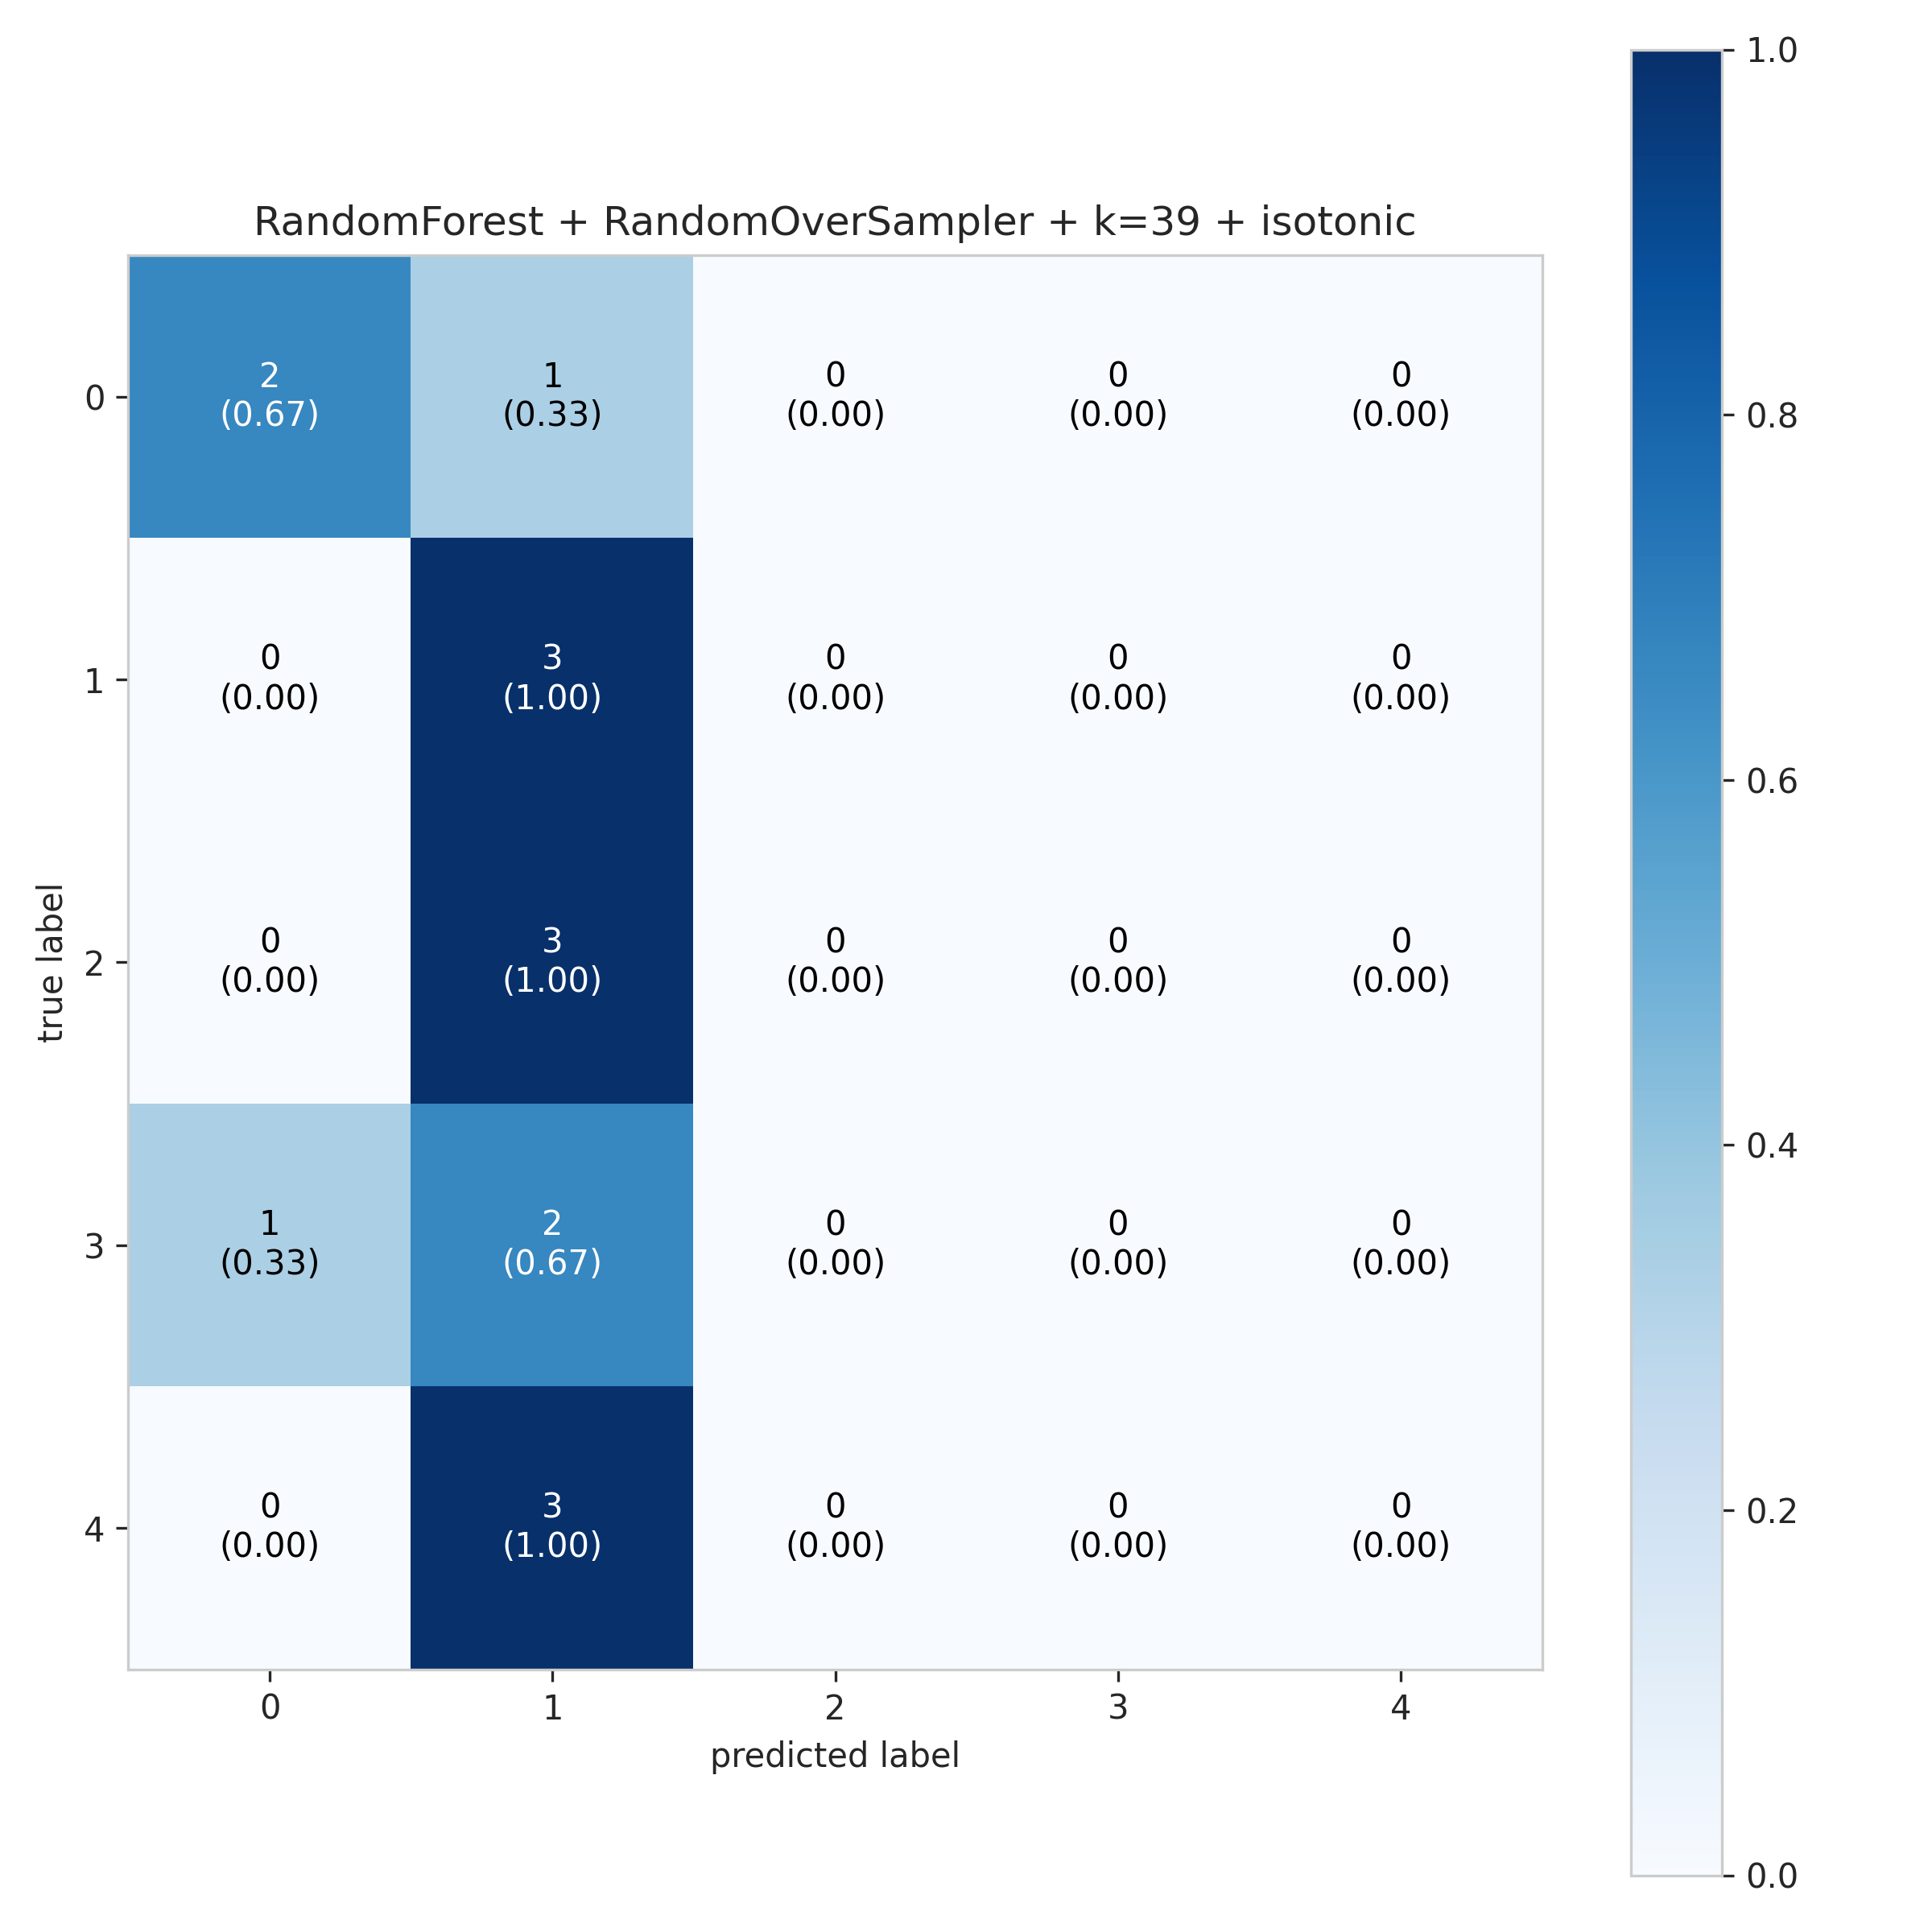 RandomForest + RandomOverSampler + k=39 + isotonic
1.0
0.8
0.6
0.4
0.2
0.0
true label
0
2 1 0 0 0
(0.67) (0.33) (0.00) (0.00) (0.00)
1
0 3 0 0 0
(0.00) (1.00) (0.00) (0.00) (0.00)
2
0 3 0 0 0
(0.00) (1.00) (0.00) (0.00) (0.00)
3
1 2 0 0 0
(0.33) (0.67) (0.00) (0.00) (0.00)
4
0 3 0 0 0
(0.00) (1.00) (0.00) (0.00) (0.00)
0 1 2 3 4
predicted label